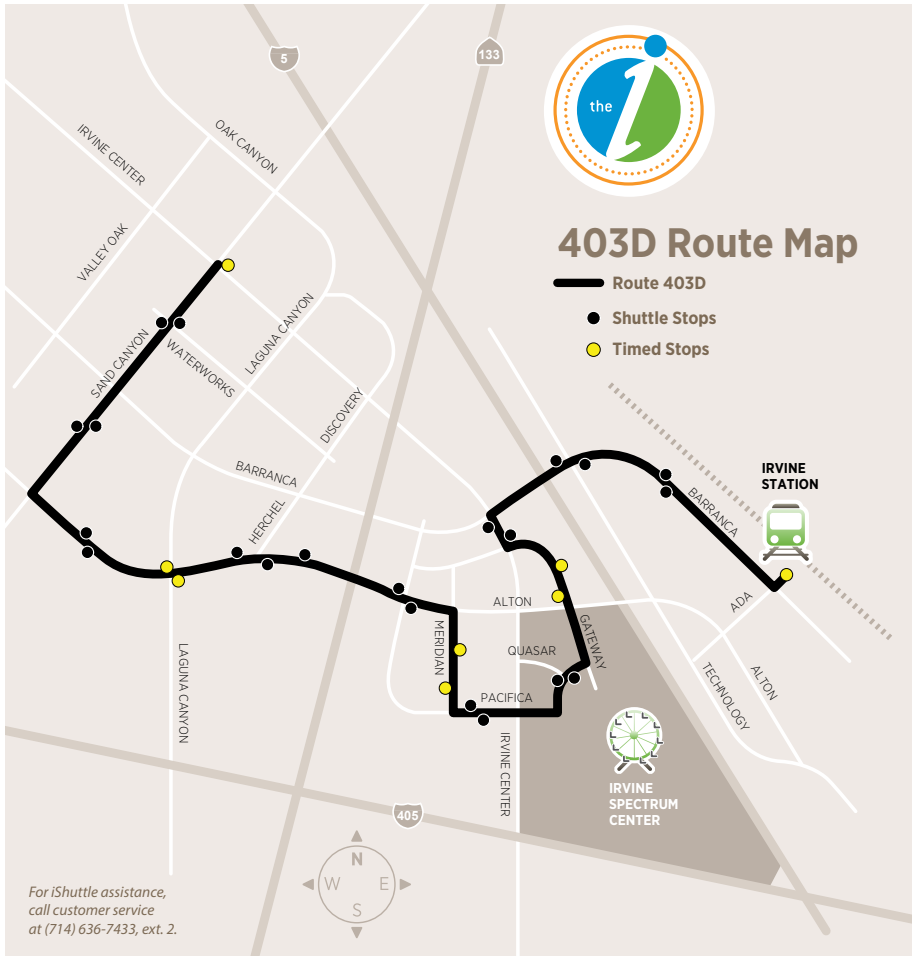 5
133
the i
403D Route Map
Route 403D
Shuttle Stops
Timed Stops
OAK CANYON
IRVINE CENTER
VALLEY OAK
LAGUNA CANYON
SAND CANYON
WATERWORKS
DISCOVERY
BARRANCA
HERCHEL
IRVINE
STATION
BARRANCA
ADA
ALTON
MERIDIAN
QUASAR
GATEWAY
PACIFICA
LAGUNA CANYON
IRVINE CENTER
TECHNOLOGY
ALTON
IRVINE
SPECTRUM
CENTER
405
N
W E
S
For iShuttle assistance,
call customer service
at (714) 636-7433, ext. 2.